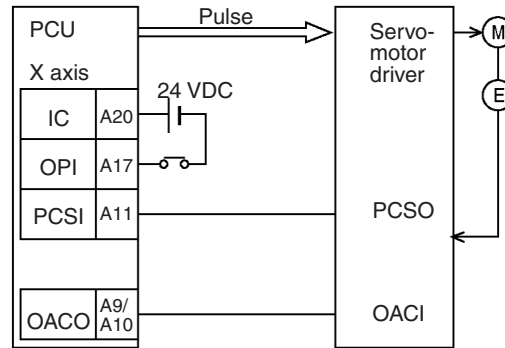 PCU
Pulse
Servo-
motor
driver
M
X axis
24 VDC
IC A20
E
OPI A17
PCSI A11
PCSO
OACO A9/
A10
OACI